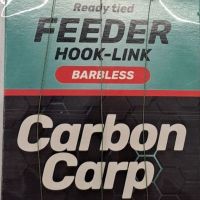 Ready tied
FEEDER
HOOK-LINK
BARBLESS
Carbon
Carp